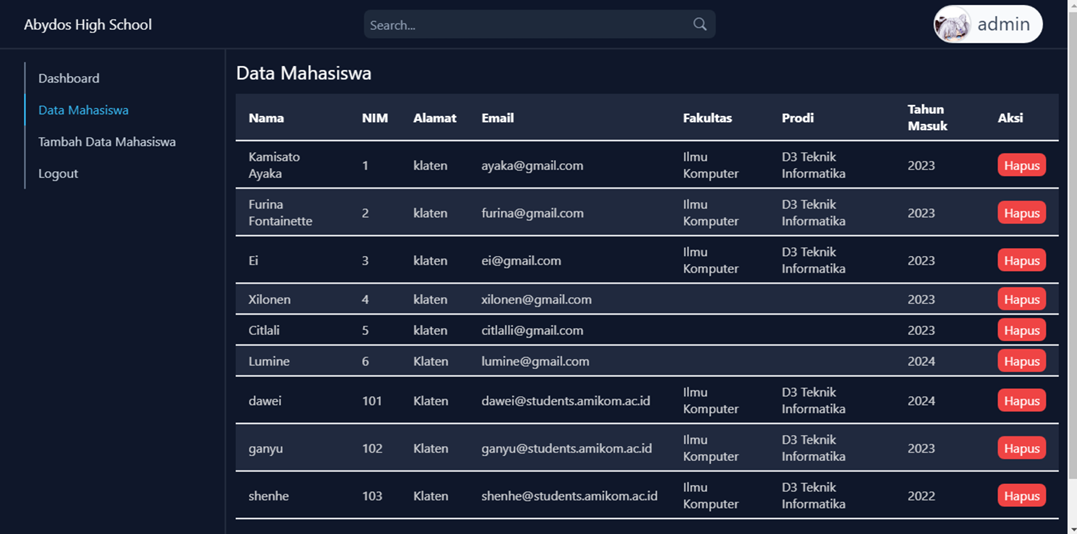 Abydos High School
Search...
admin
Dashboard
Data Mahasiswa
Tambah Data Mahasiswa
Logout
Data Mahasiswa
Nama NIM Alamat Email Fakultas Prodi Tahun Masuk Aksi
Kamisato Ayaka 1 klaten ayaka@gmail.com Ilmu Komputer D3 Teknik Informatika 2023 Hapus
Furina Fontainette 2 klaten furina@gmail.com Ilmu Komputer D3 Teknik Informatika 2023 Hapus
Ei 3 klaten ei@gmail.com Ilmu Komputer D3 Teknik Informatika 2023 Hapus
Xilonen 4 klaten xilonen@gmail.com 2023 Hapus
Citlali 5 klaten citlalli@gmail.com 2023 Hapus
Lumine 6 Klaten lumine@gmail.com 2024 Hapus
dawei 101 Klaten dawei@students.amikom.ac.id Ilmu Komputer D3 Teknik Informatika 2024 Hapus
ganyu 102 Klaten ganyu@students.amikom.ac.id Ilmu Komputer D3 Teknik Informatika 2023 Hapus
shenhe 103 Klaten shenhe@students.amikom.ac.id Ilmu Komputer D3 Teknik Informatika 2022 Hapus